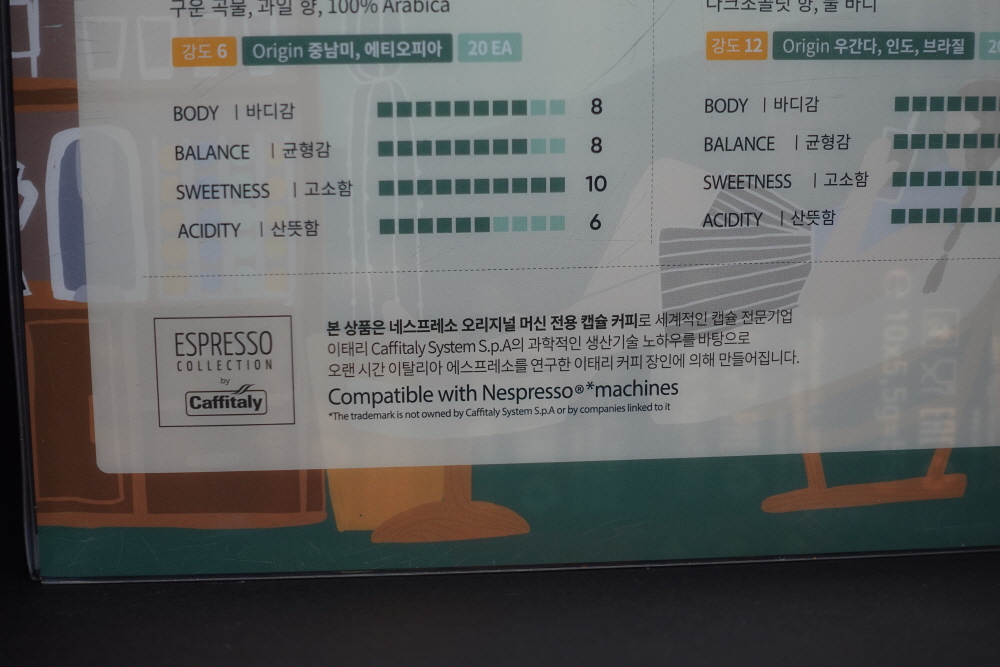 구운 곡물, 과일 향, 100% Arabica
강도 6 Origin 중남미, 에티오피아 20 EA
BODY | 바디감 8
BALANCE | 균형감 8
SWEETNESS | 고소함 10
ACIDITY | 산뜻함 6
다크초콜릿 향, 풀 바디
강도 12 Origin 우간다, 인도, 브라질
BODY | 바디감
BALANCE | 균형감
SWEETNESS | 고소함
ACIDITY | 산뜻함
ESPRESSO
COLLECTION
by
Caffitaly
본 상품은 네스프레소 오리지널 머신 전용 캡슐 커피로 세계적인 캡슐 전문기업
이태리 Caffitaly System S.p.A의 과학적인 생산기술 노하우를 바탕으로
오랜 시간 이탈리아 에스프레소를 연구한 이태리 커피 장인에 의해 만들어집니다.
Compatible with Nespresso®*machines
*The trademark is not owned by Caffitaly System S.p.A or by companies linked to it